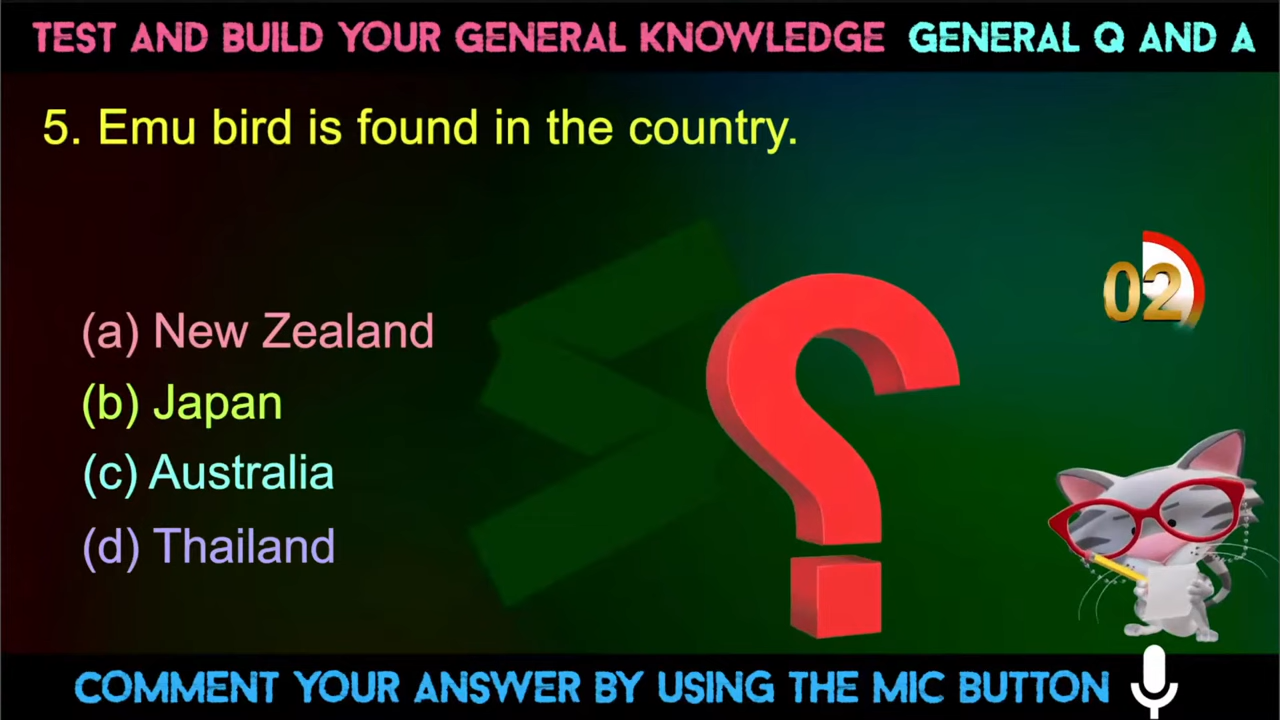 TEST AND BUILD YOUR GENERAL KNOWLEDGE GENERAL Q AND A
5. Emu bird is found in the country.
02
(a) New Zealand
(b) Japan
(c) Australia
(d) Thailand
COMMENT YOUR ANSWER BY USING THE MIC BUTTON